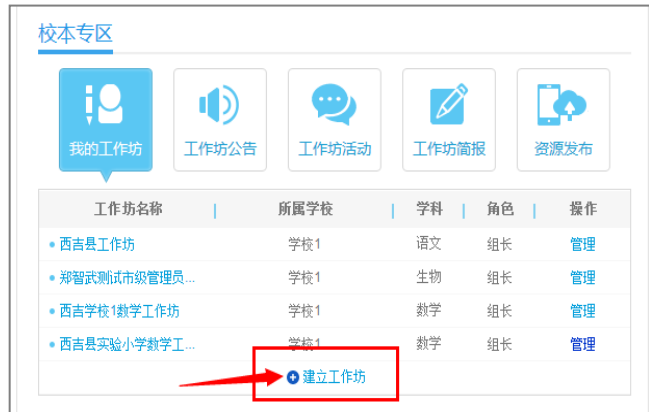 校本专区
我的工作坊 工作坊公告 工作坊活动 工作坊简报 资源发布
工作坊名称 | 所属学校 | 学科 | 角色 | 操作
西吉县工作坊 学校1 语文 组长 管理
郑智武测试市级管理员... 学校1 生物 组长 管理
西吉学校1数学工作坊 学校1 数学 组长 管理
西吉县实验小学数学工... 学校1 数学 组长 管理
建立工作坊